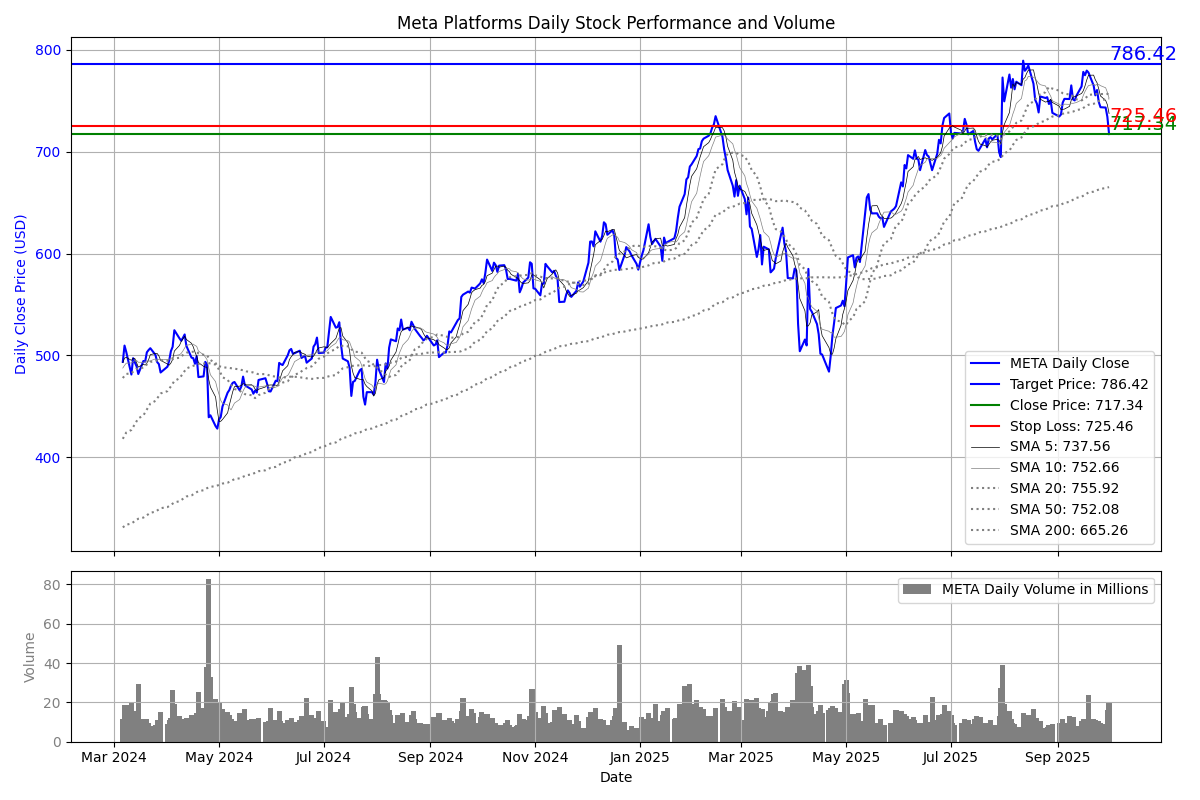 Meta Platforms Daily Stock Performance and Volume
800
700
600
500
400
Daily Close Price (USD)
786.42
725.46
717.34
META Daily Close
Target Price: 786.42
Close Price: 717.34
Stop Loss: 725.46
SMA 5: 737.56
SMA 10: 752.66
SMA 20: 755.92
SMA 50: 752.08
SMA 200: 665.26
80
60
40
20
0
Volume
META Daily Volume in Millions
Mar 2024 May 2024 Jul 2024 Sep 2024 Nov 2024 Jan 2025 Mar 2025 May 2025 Jul 2025 Sep 2025
Date